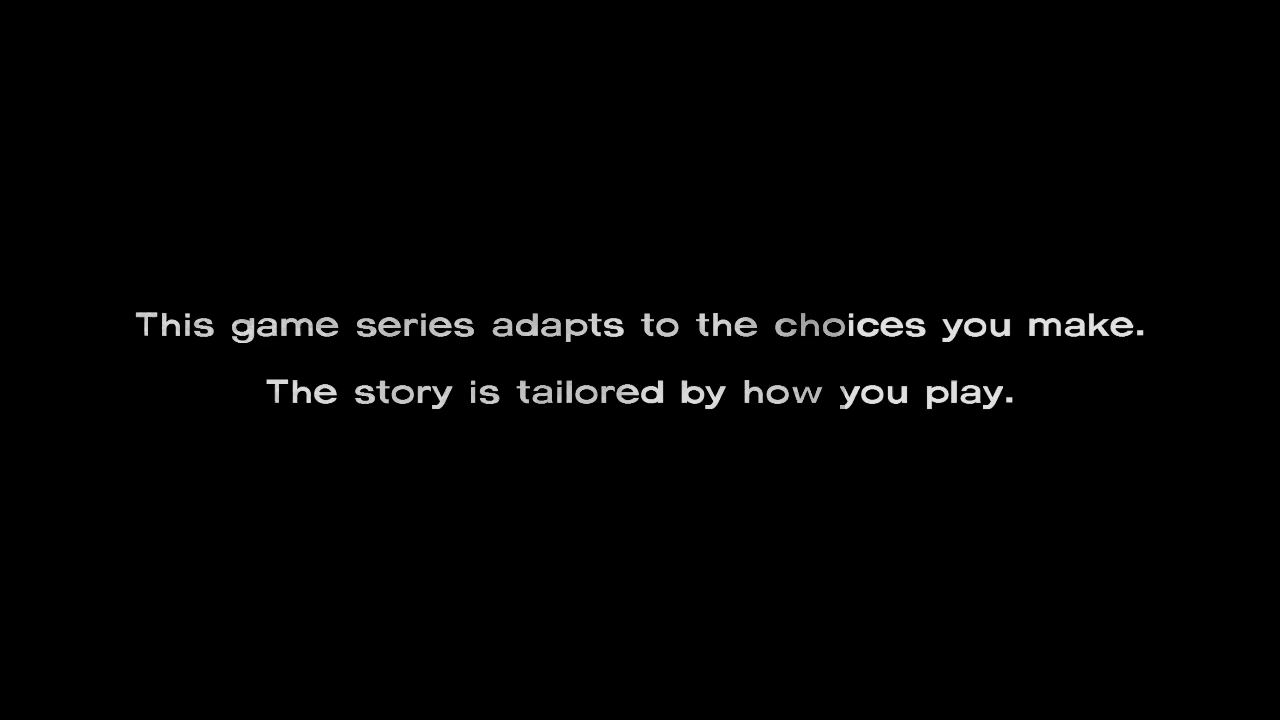 This game series adapts to the choices you make.
The story is tailored by how you play.